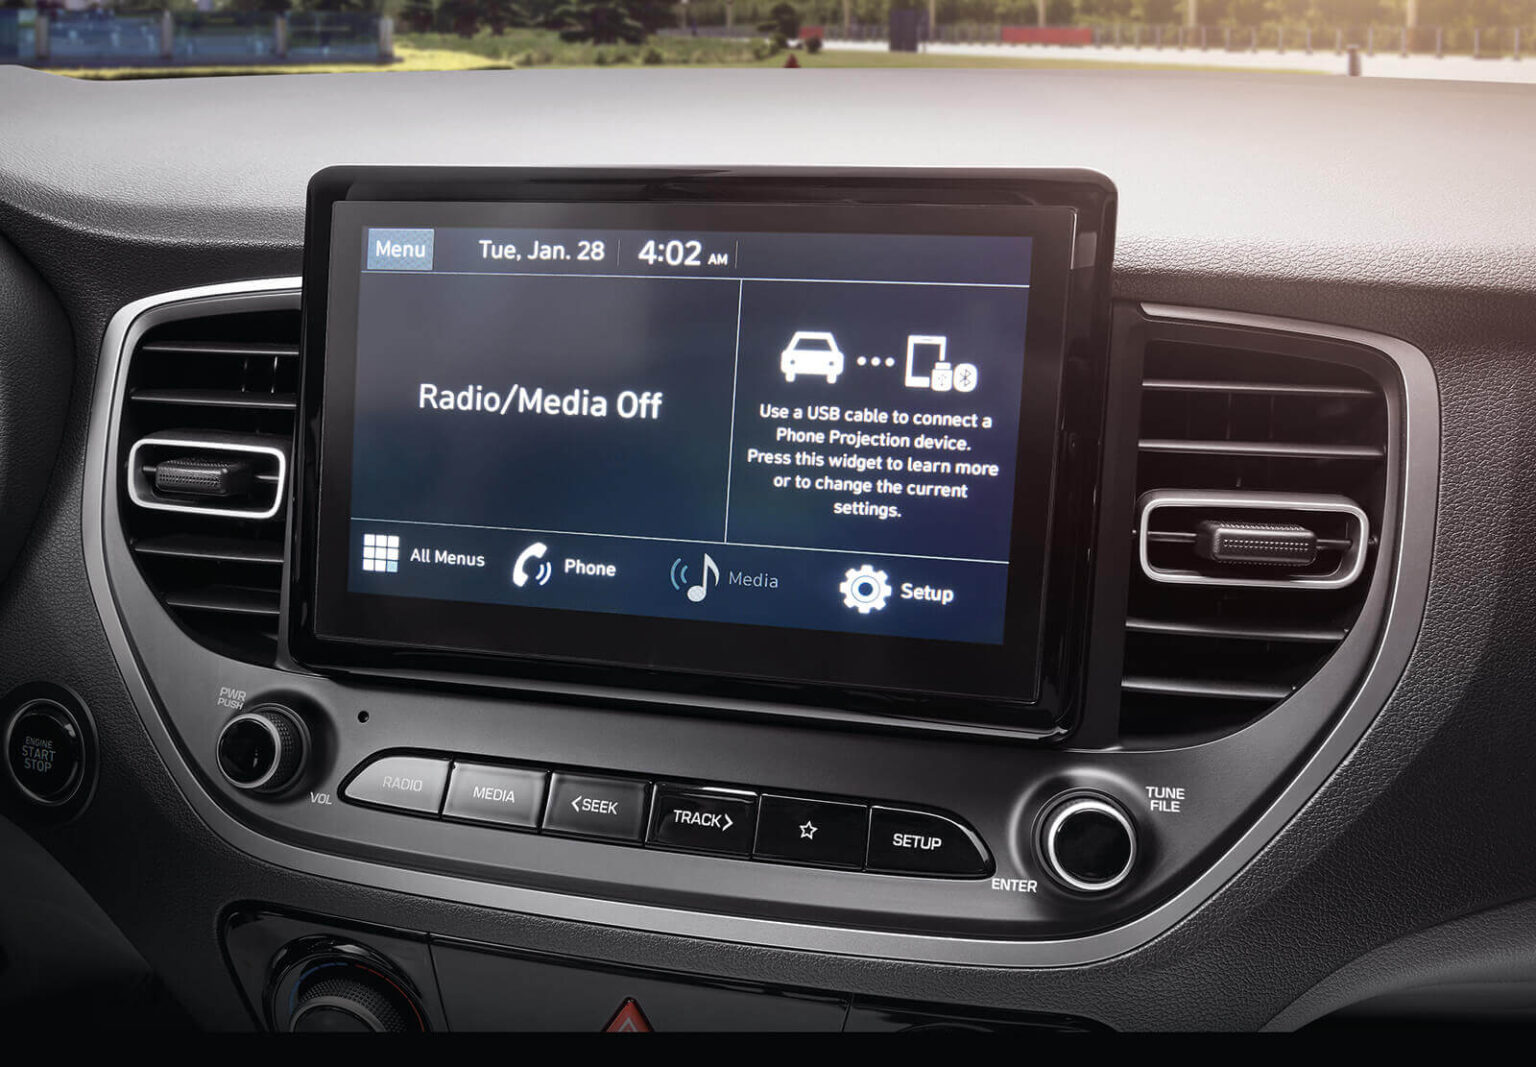 Menu
Tue, Jan. 28
4:02 AM
Radio/Media Off
Use a USB cable to connect a
Phone Projection device.
Press this widget to learn more
or to change the current
settings.
All Menus
Phone
Media
Setup
PWR
PUSH
VOL
ENGINE
START
STOP
RADIO
MEDIA
<SEEK
TRACK>
SETUP
TUNE
FILE
ENTER